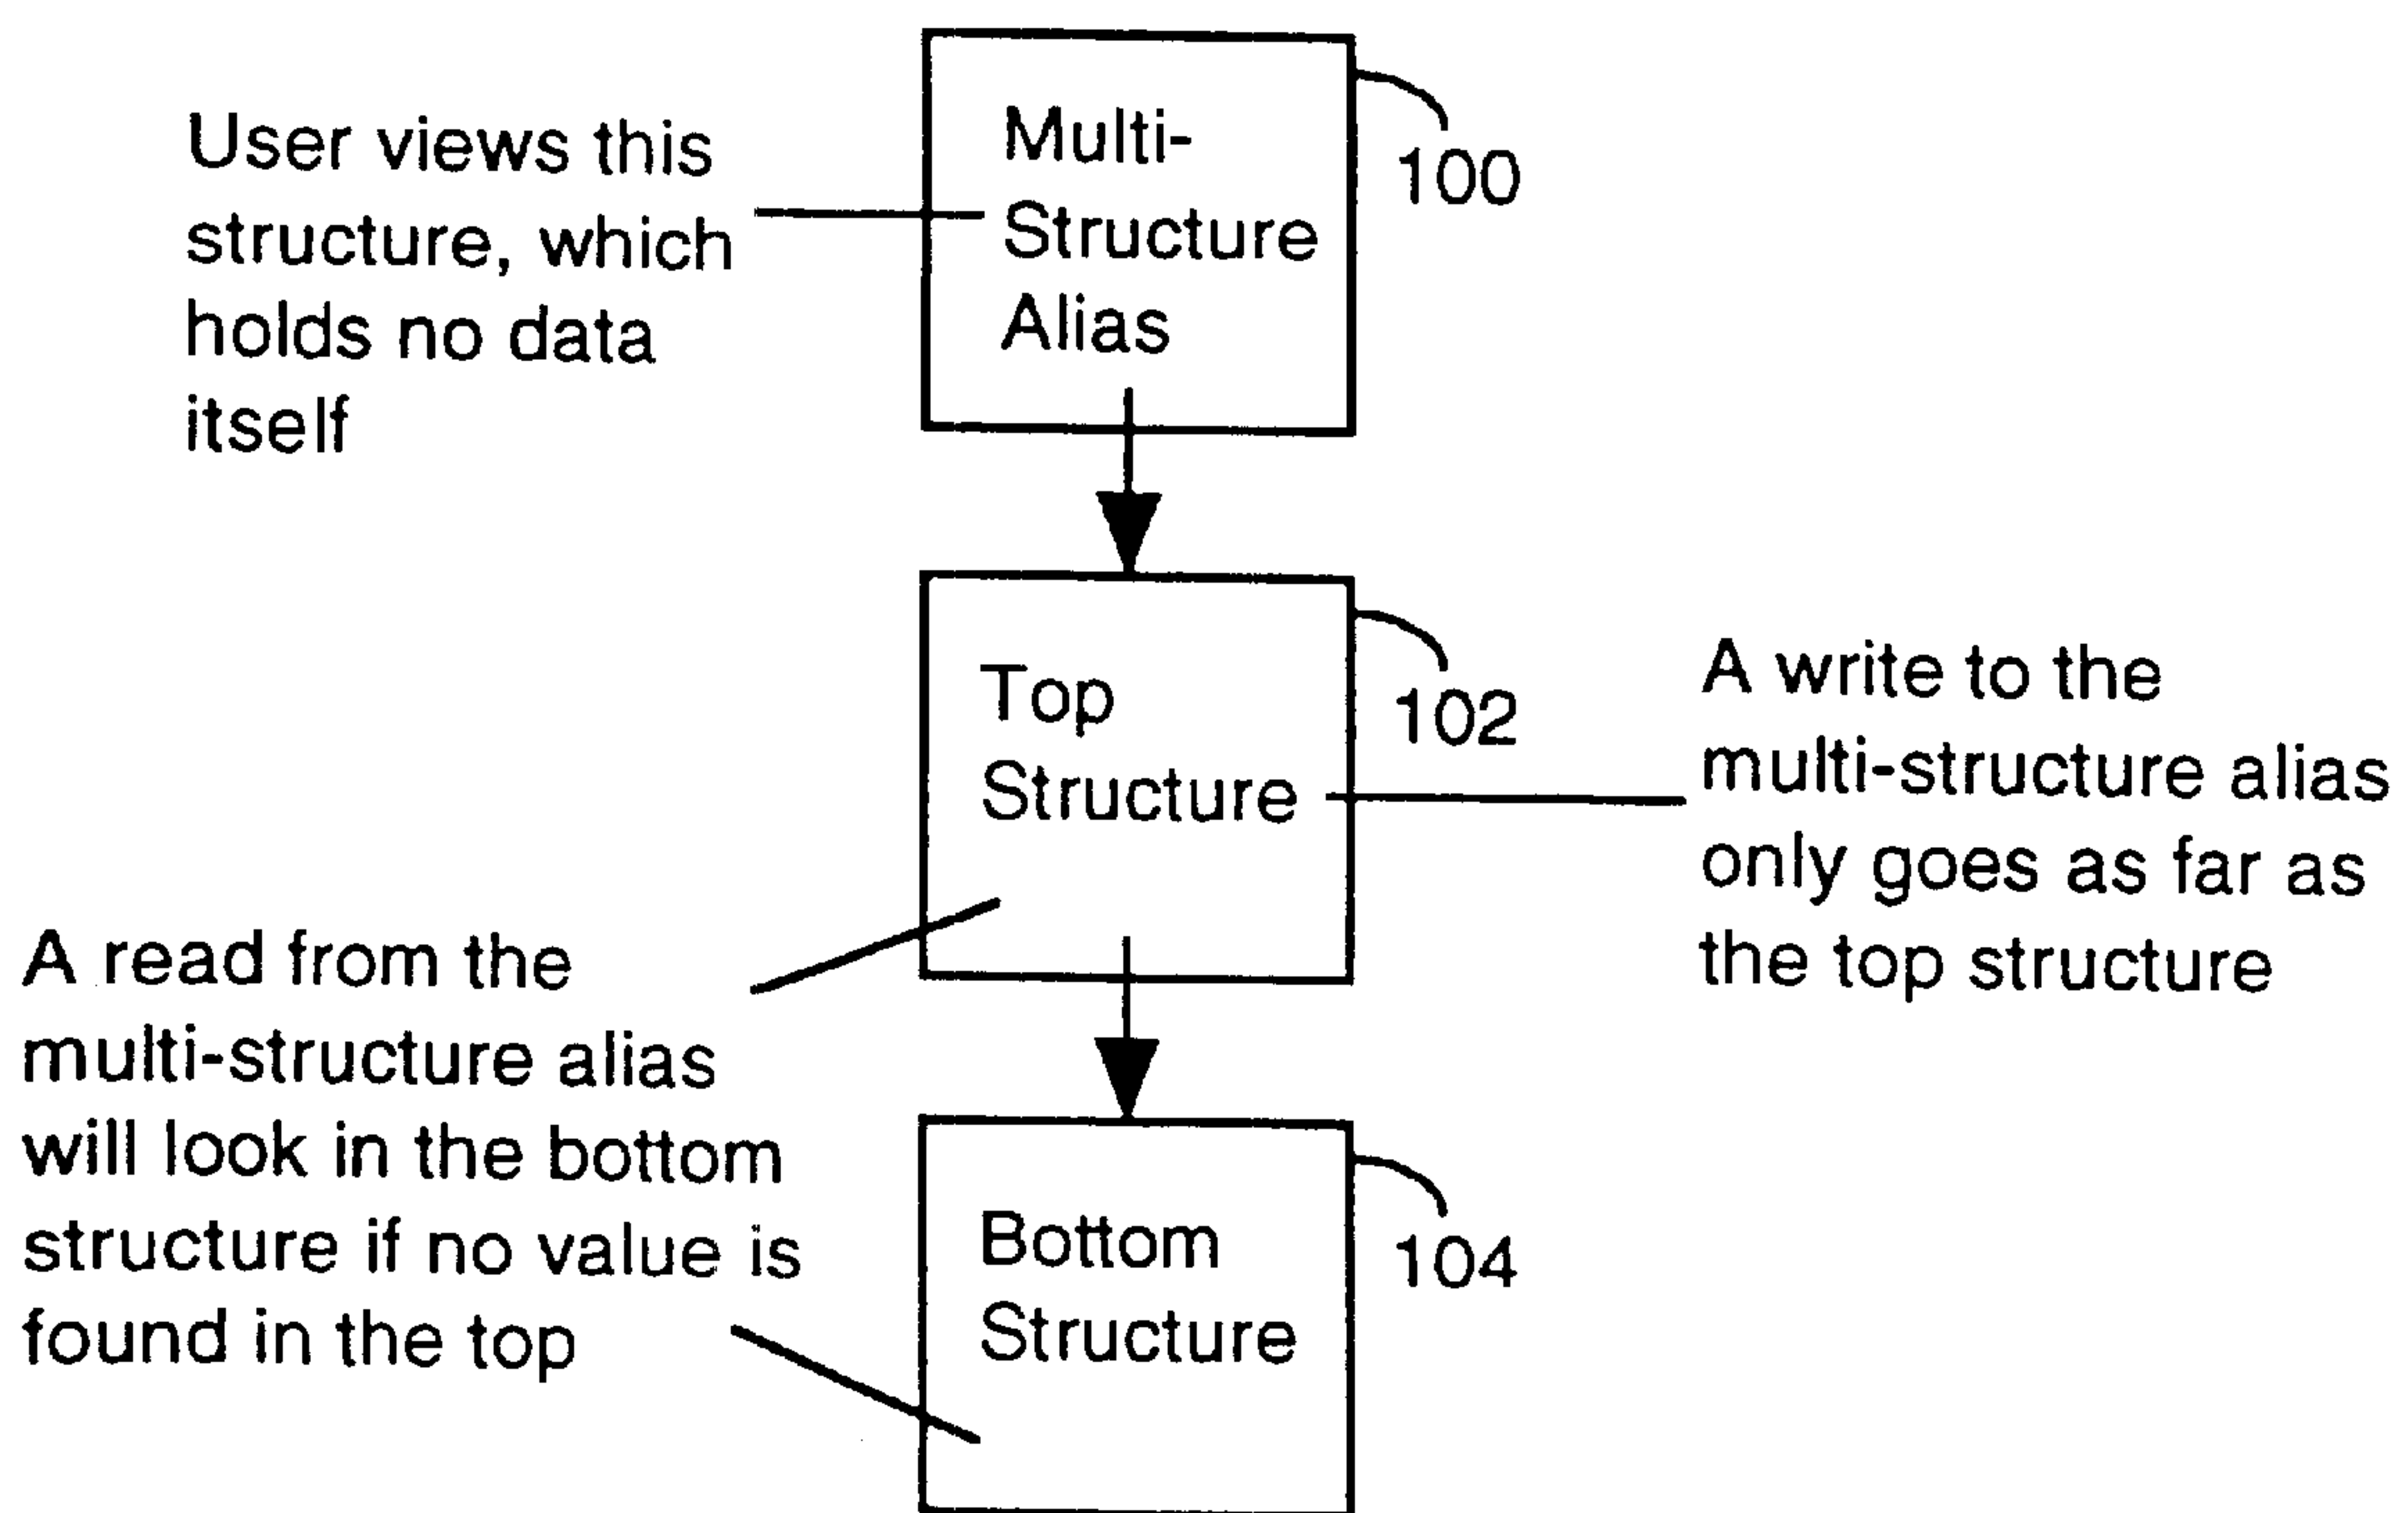 User views this
structure, which
holds no data
itself
Multi-
Structure
Alias
100
Top
Structure
102
A write to the
multi-structure alias
only goes as far as
the top structure
A read from the
multi-structure alias
will look in the bottom
structure if no value is
found in the top
Bottom
Structure
104